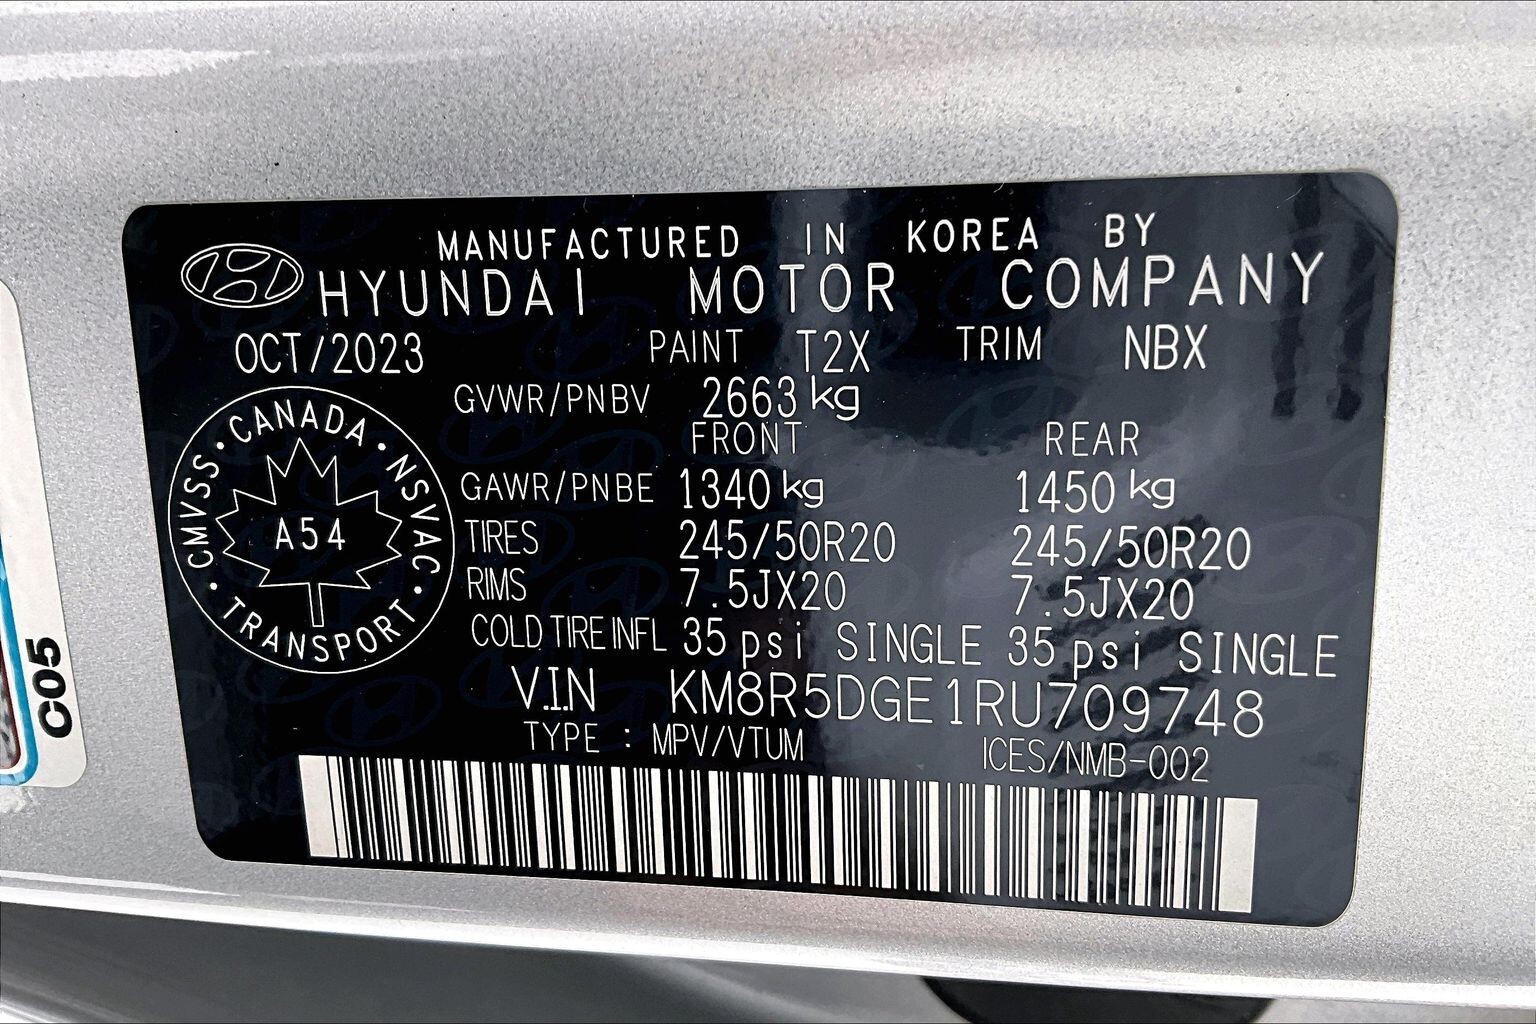 MANUFACTURED IN KOREA BY
HYUNDAI MOTOR COMPANY
OCT/2023 PAINT T2X TRIM NBX
GVWR/PNBV 2663 kg
FRONT REAR
GAWR/PNBE 1340 kg 1450 kg
TIRES 245/50R20 245/50R20
RIMS 7.5JX20 7.5JX20
COLD TIRE INFL 35 psi SINGLE 35 psi SINGLE
V.I.N KM8R5DGE1RU709748
TYPE : MPV/VTUM ICES/NMB-002
CANADA · NSVAC · TRANSPORT · CMVSS ·
A54
C05